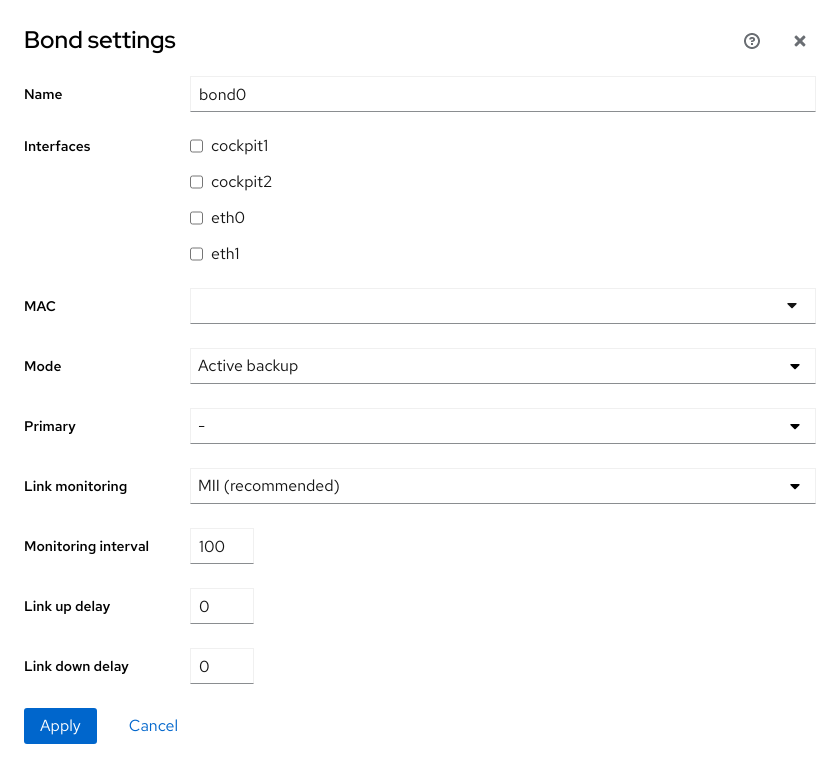 Bond settings
Name bond0
Interfaces cockpit1
cockpit2
eth0
eth1
MAC
Mode Active backup
Primary -
Link monitoring MII (recommended)
Monitoring interval 100
Link up delay 0
Link down delay 0
Apply Cancel